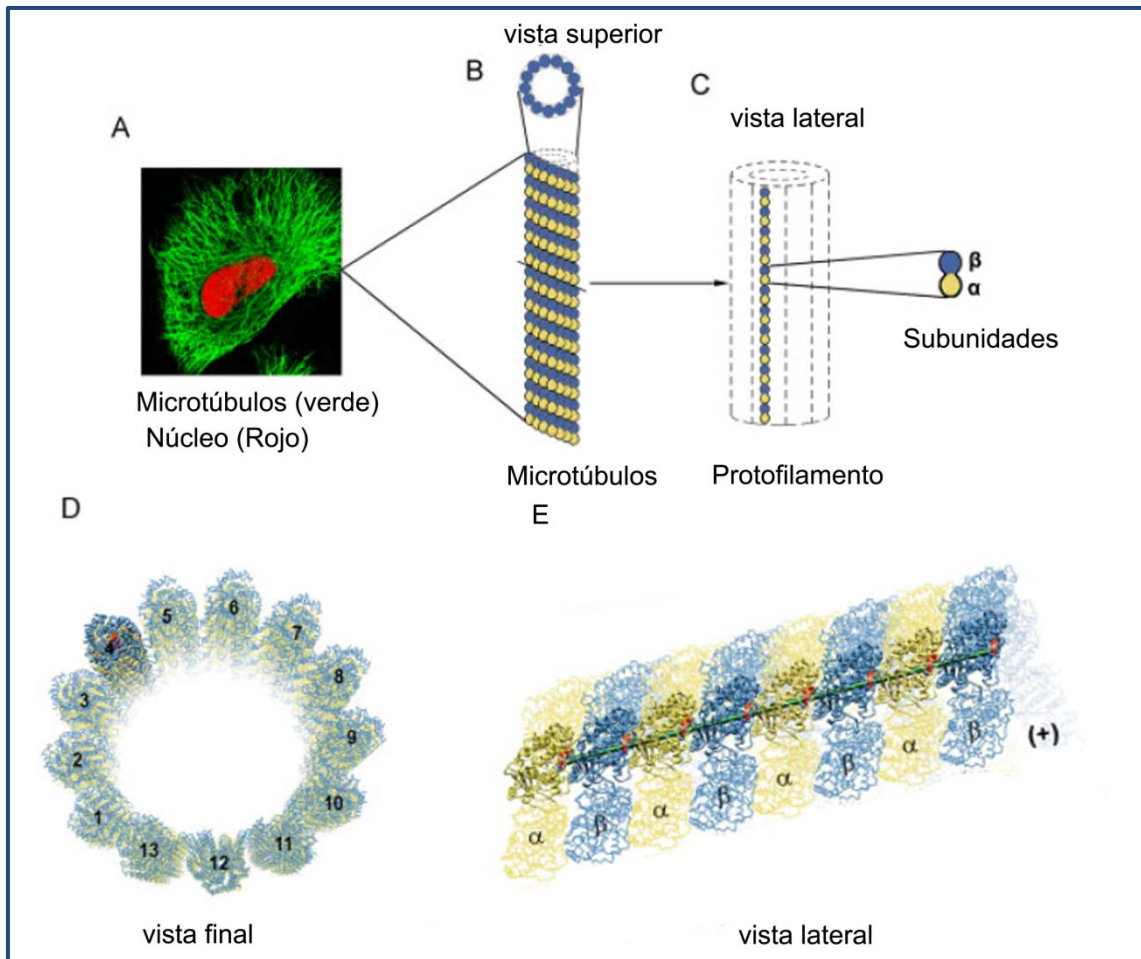 vista superior
B
C
A
vista lateral
β
α
Subunidades
Microtúbulos (verde)
Núcleo (Rojo)
Microtúbulos
Protofilamento
D
E
5
6
7
4
8
3
9
2
10
1
11
13
12
(+)
β
α
β
α
β
α
β
α
vista final
vista lateral